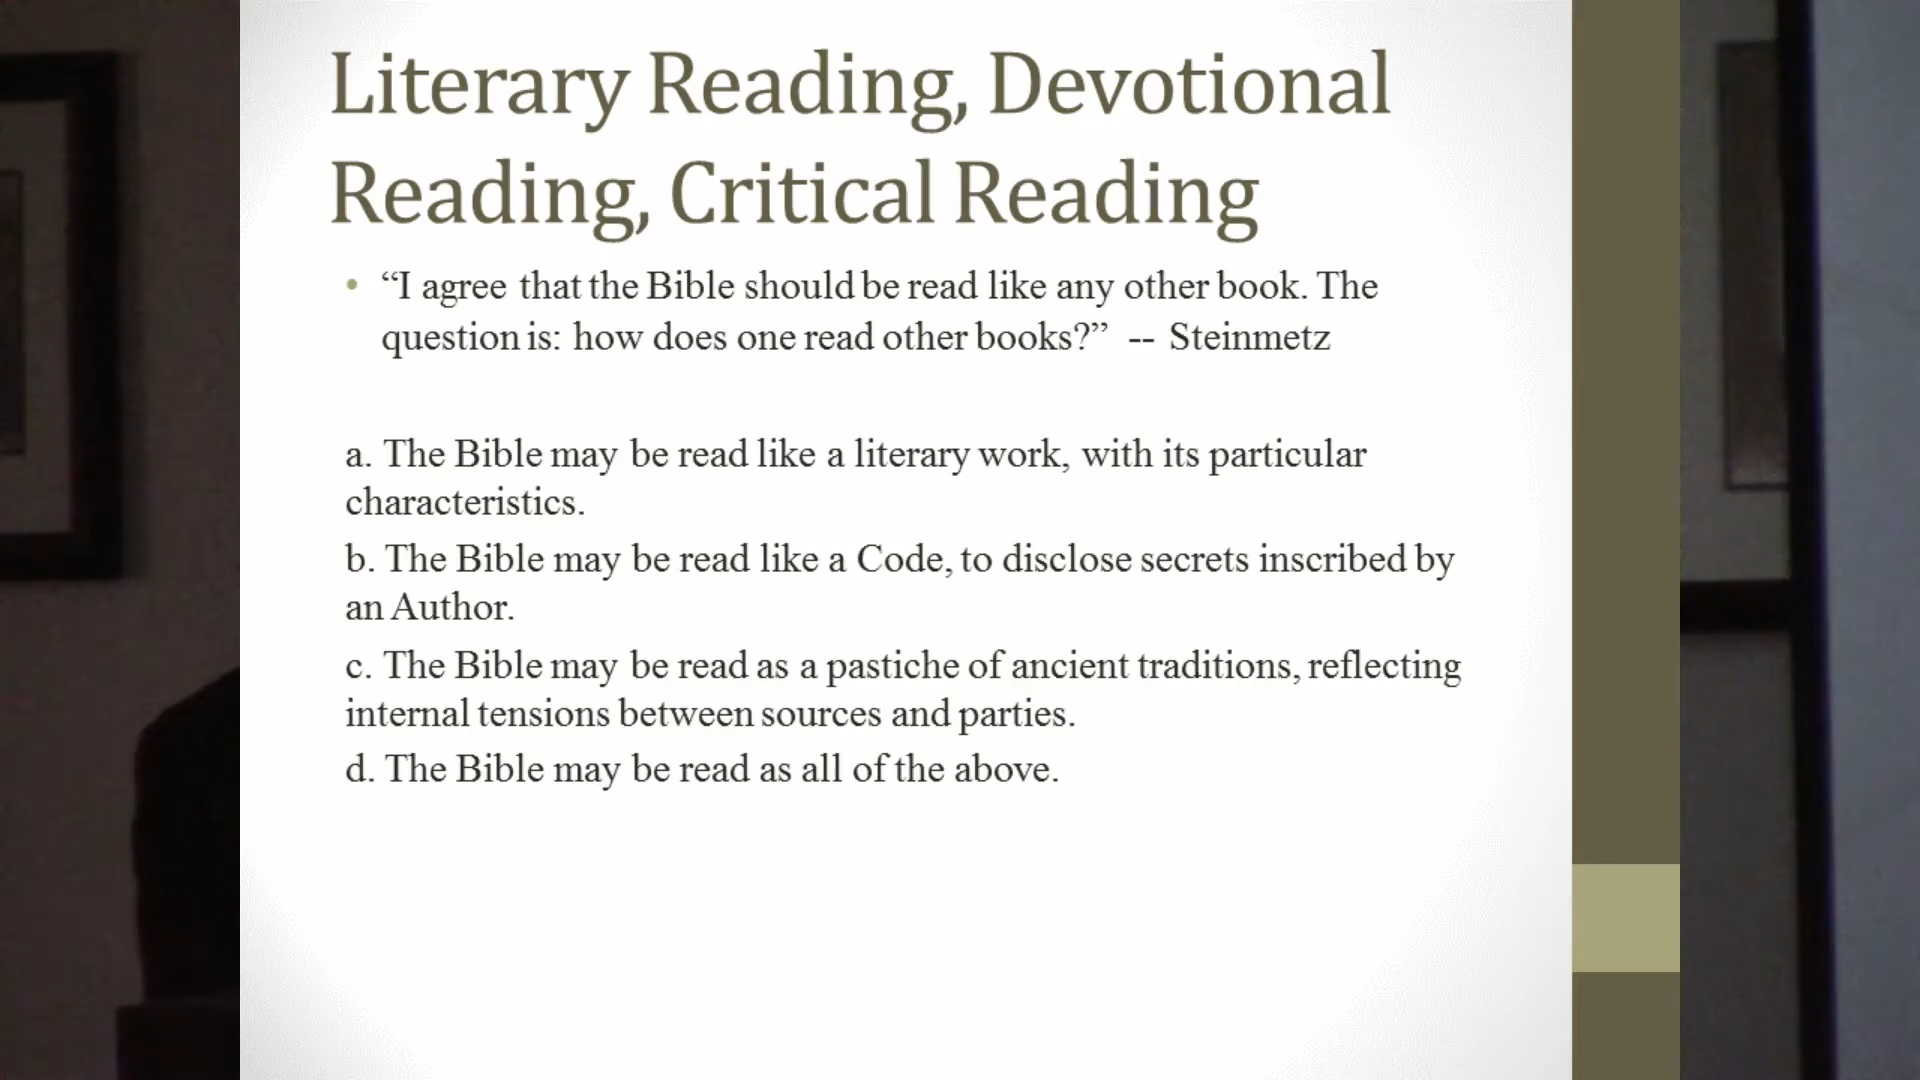 Literary Reading, Devotional
Reading, Critical Reading
• “I agree that the Bible should be read like any other book. The
question is: how does one read other books?” -- Steinmetz
a. The Bible may be read like a literary work, with its particular
characteristics.
b. The Bible may be read like a Code, to disclose secrets inscribed by
an Author.
c. The Bible may be read as a pastiche of ancient traditions, reflecting
internal tensions between sources and parties.
d. The Bible may be read as all of the above.